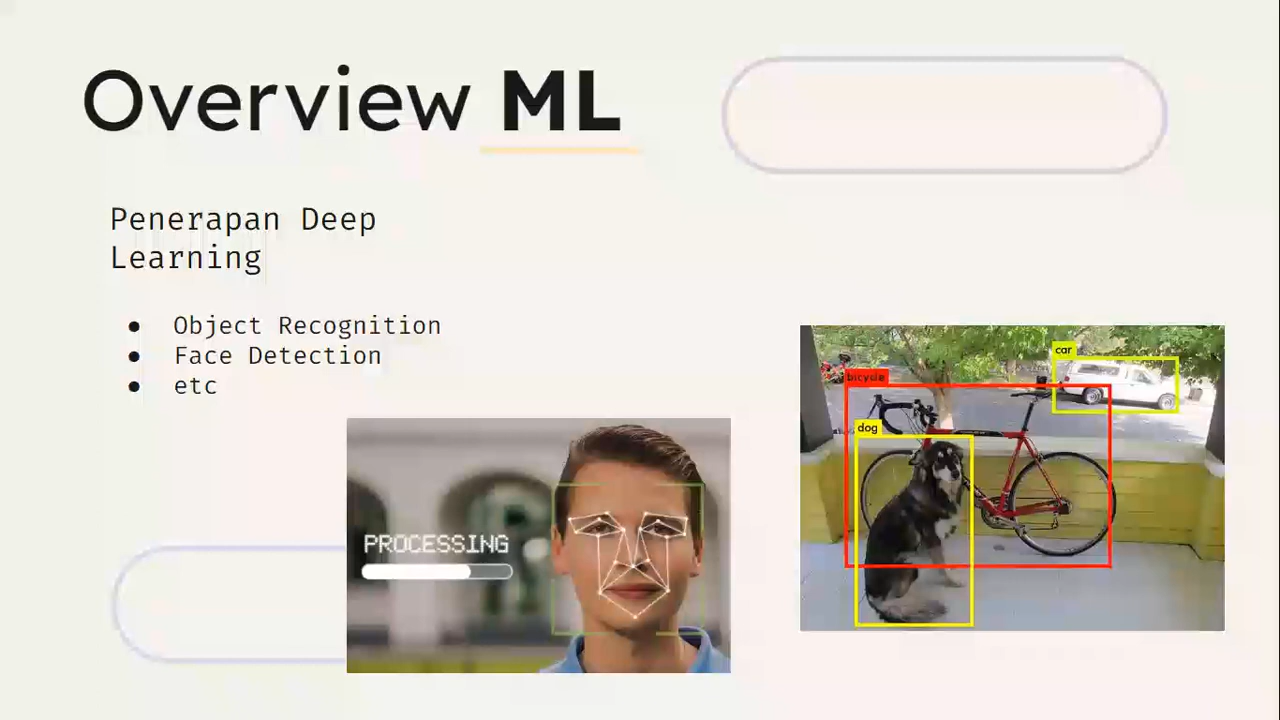 Overview ML
Penerapan Deep
Learning
● Object Recognition
● Face Detection
● etc
PROCESSING
car
bicycle
dog